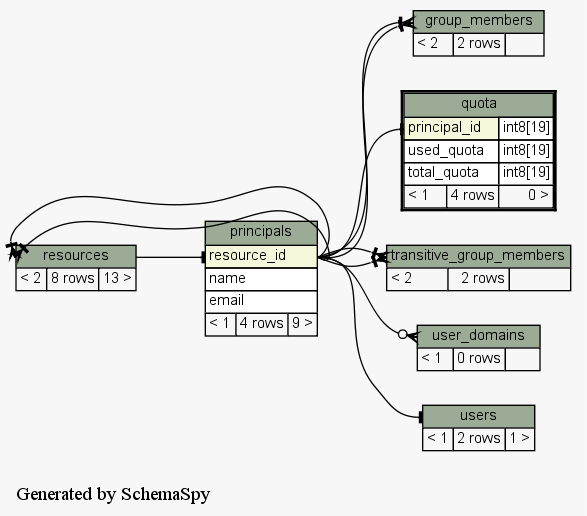 group_members
< 2 2 rows
quota
principal_id int8[19]
used_quota int8[19]
total_quota int8[19]
< 1 4 rows 0 >
principals
resource_id
name
email
< 1 4 rows 9 >
resources
< 2 8 rows 13 >
transitive_group_members
< 2 2 rows
user_domains
< 1 0 rows
users
< 1 2 rows 1 >
Generated by SchemaSpy